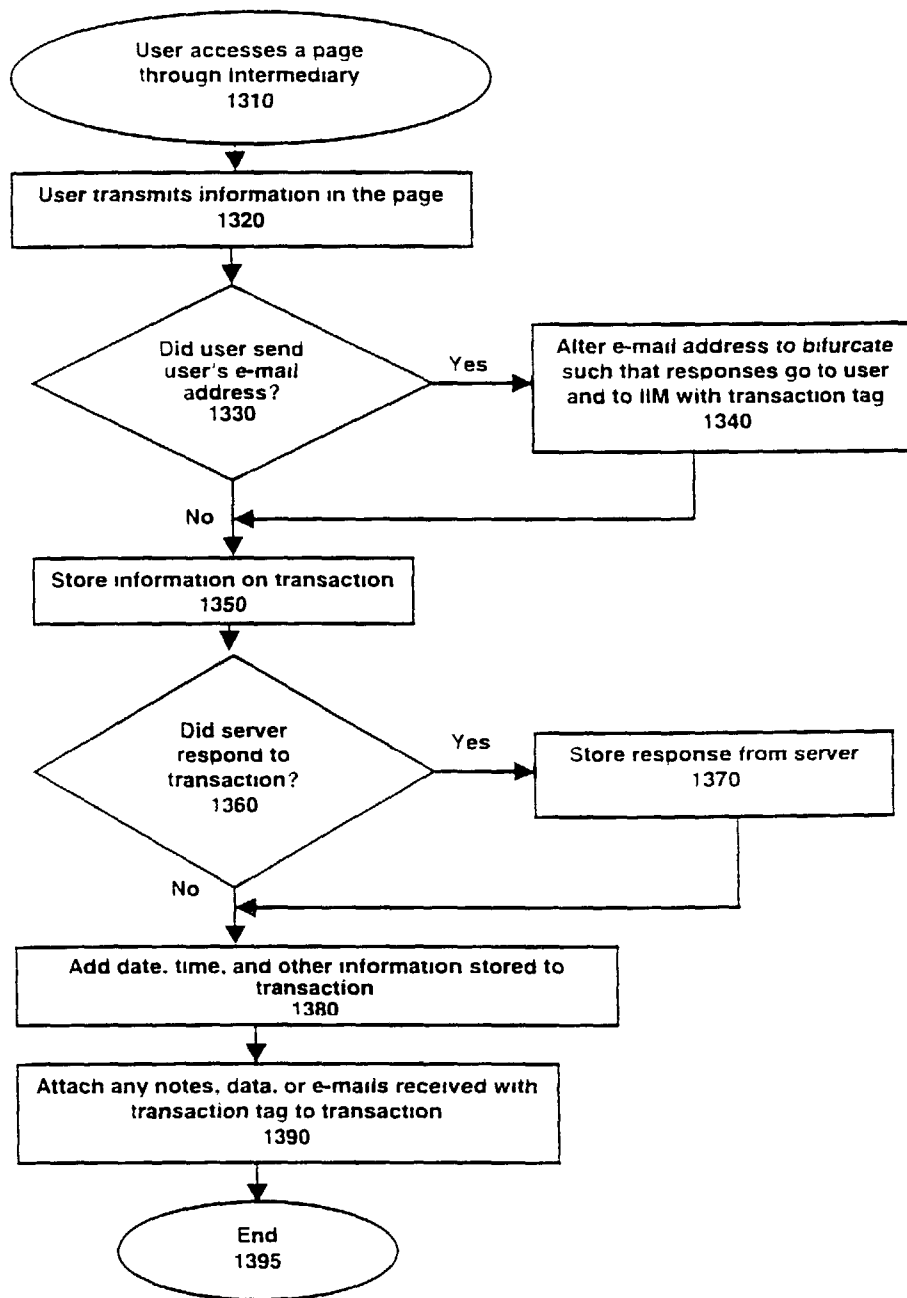 User accesses a page
through intermediary
1310
User transmits information in the page
1320
Did user send
user's e-mail
address?
1330
Yes
Alter e-mail address to bifurcate
such that responses go to user
and to IIM with transaction tag
1340
No
Store information on transaction
1350
Did server
respond to
transaction?
1360
Yes
Store response from server
1370
No
Add date, time, and other information stored to
transaction
1380
Attach any notes, data, or e-mails received with
transaction tag to transaction
1390
End
1395